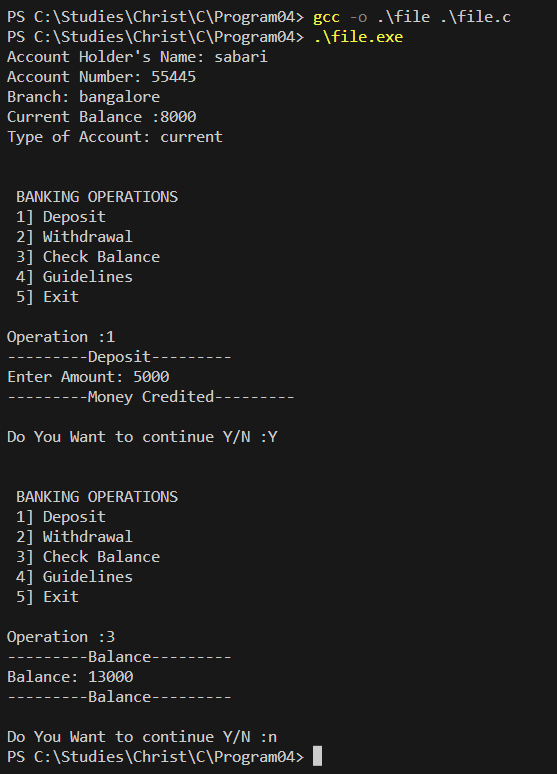 PS C:\Studies\Christ\C\Program04> gcc -o .\file .\file.c
PS C:\Studies\Christ\C\Program04> .\file.exe
Account Holder's Name: sabari
Account Number: 55445
Branch: bangalore
Current Balance :8000
Type of Account: current
BANKING OPERATIONS
1] Deposit
2] Withdrawal
3] Check Balance
4] Guidelines
5] Exit
Operation :1
---------Deposit---------
Enter Amount: 5000
---------Money Credited---------
Do You Want to continue Y/N :Y
BANKING OPERATIONS
1] Deposit
2] Withdrawal
3] Check Balance
4] Guidelines
5] Exit
Operation :3
---------Balance---------
Balance: 13000
---------Balance---------
Do You Want to continue Y/N :n
PS C:\Studies\Christ\C\Program04>